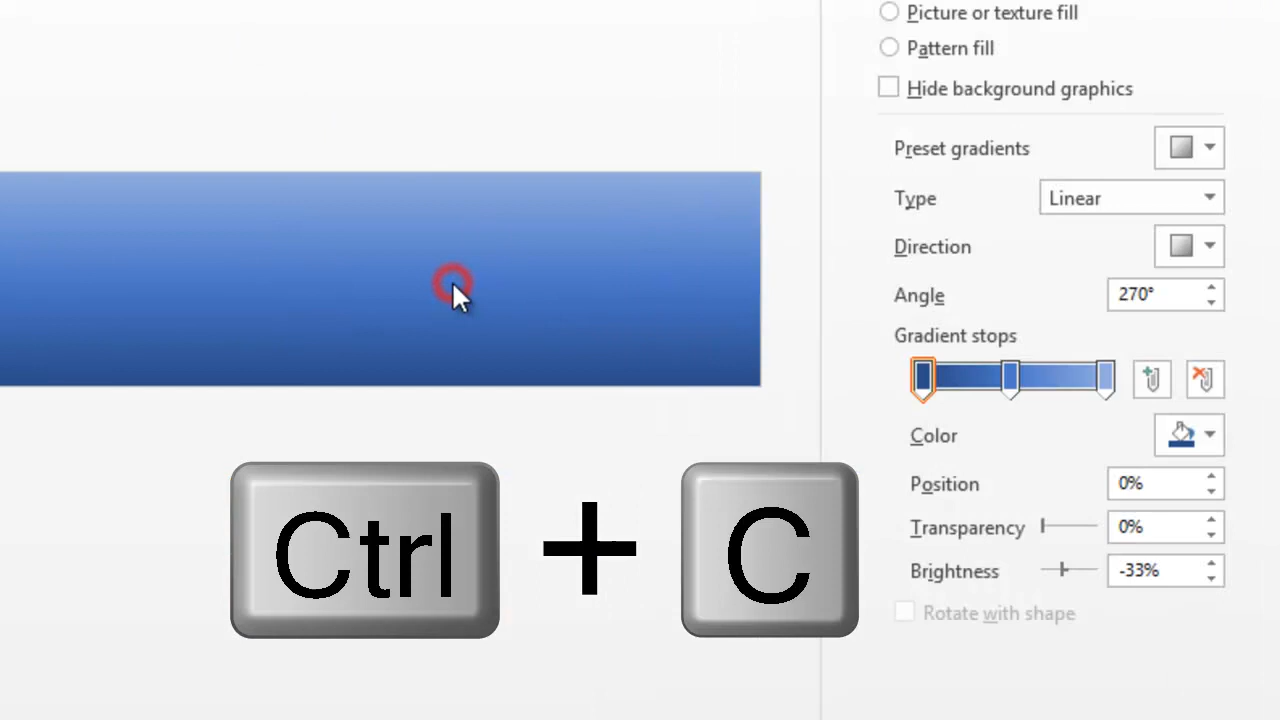 Picture or texture fill
Pattern fill
Hide background graphics
Preset gradients
Type Linear
Direction
Angle 270°
Gradient stops
Color
Position 0%
Transparency 0%
Brightness -33%
Rotate with shape
Ctrl + C